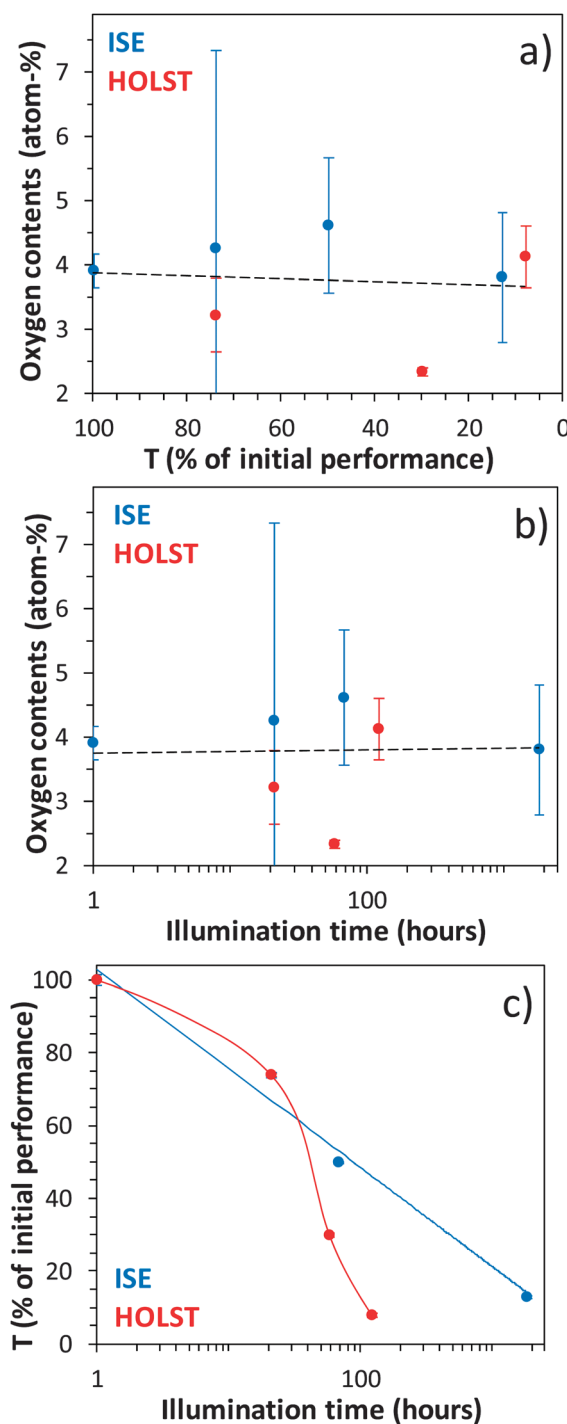 a)
ISE
HOLST
Oxygen contents (atom-%)
7
6
5
4
3
2
100 80 60 40 20 0
T (% of initial performance)
b)
ISE
HOLST
Oxygen contents (atom-%)
7
6
5
4
3
2
1 100
Illumination time (hours)
c)
T (% of initial performance)
100
80
60
40
20
0
ISE
HOLST
1 100
Illumination time (hours)